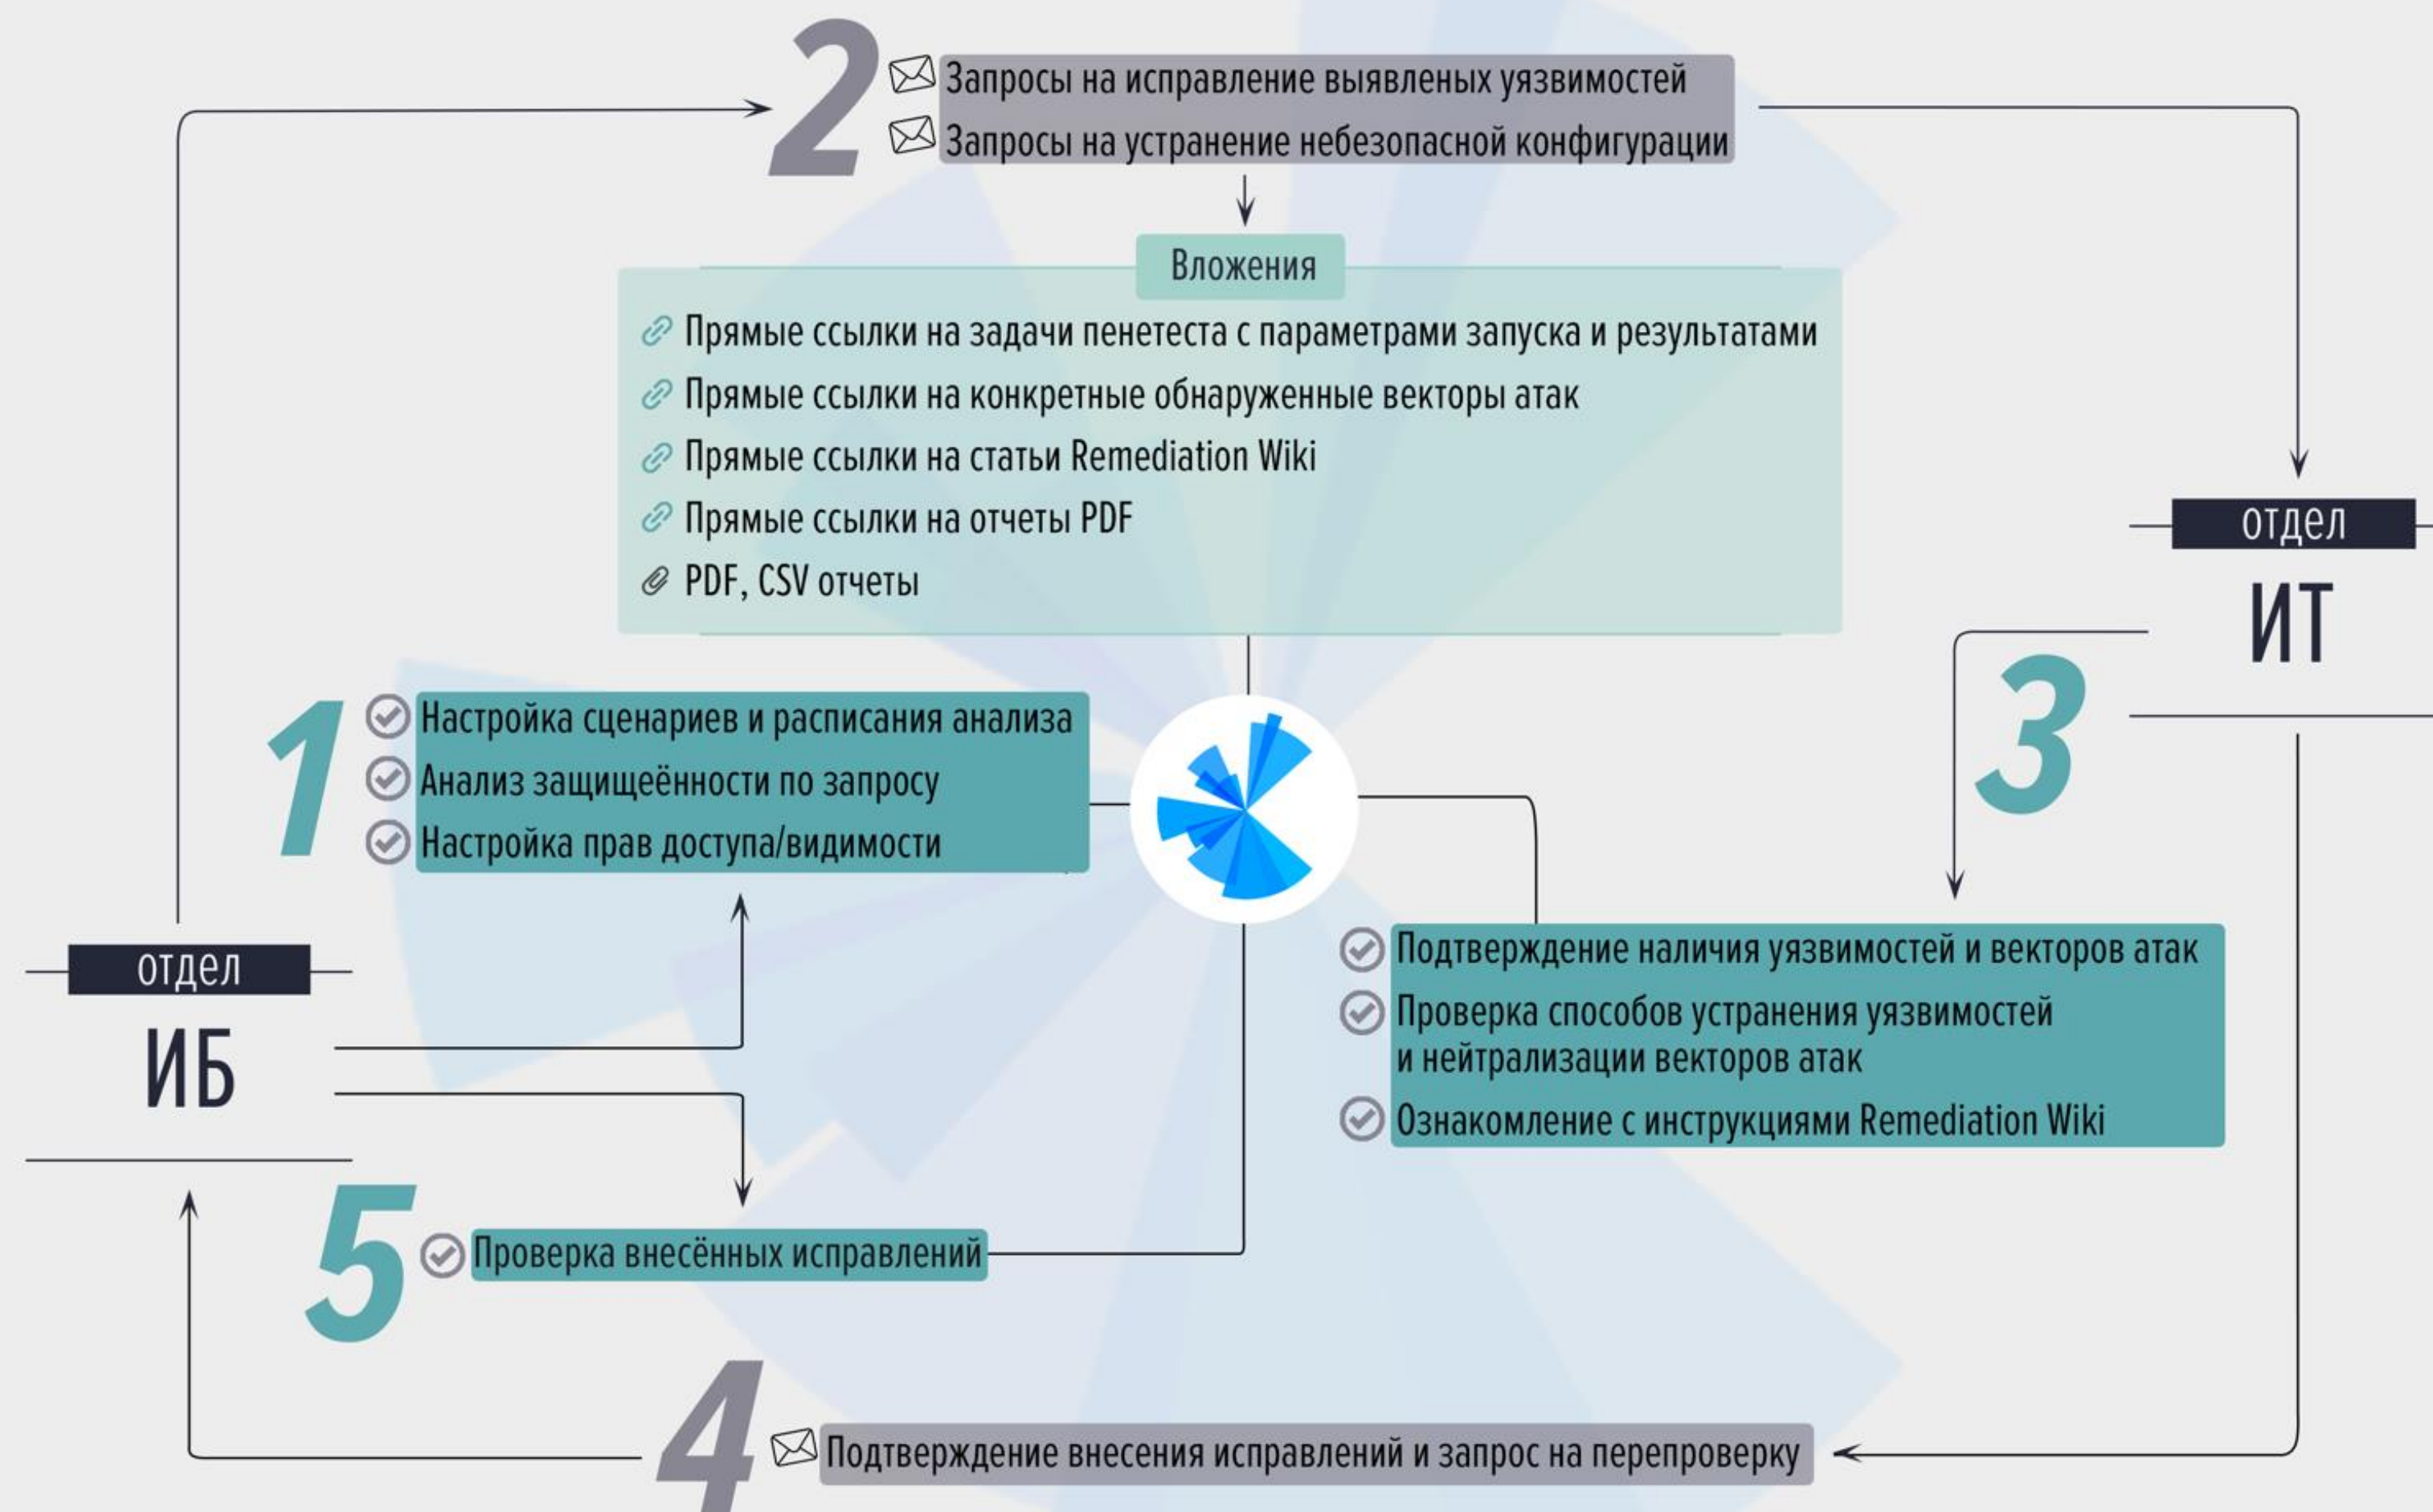 2
Запросы на исправление выявленых уязвимостей
Запросы на устранение небезопасной конфигурации
Вложения
Прямые ссылки на задачи пенетеста с параметрами запуска и результатами
Прямые ссылки на конкретные обнаруженные векторы атак
Прямые ссылки на статьи Remediation Wiki
Прямые ссылки на отчеты PDF
PDF, CSV отчеты
отдел
ИТ
1
Настройка сценариев и расписания анализа
Анализ защищеённости по запросу
Настройка прав доступа/видимости
3
Подтверждение наличия уязвимостей и векторов атак
Проверка способов устранения уязвимостей
и нейтрализации векторов атак
Ознакомление с инструкциями Remediation Wiki
отдел
ИБ
5
Проверка внесённых исправлений
4
Подтверждение внесения исправлений и запрос на перепроверку